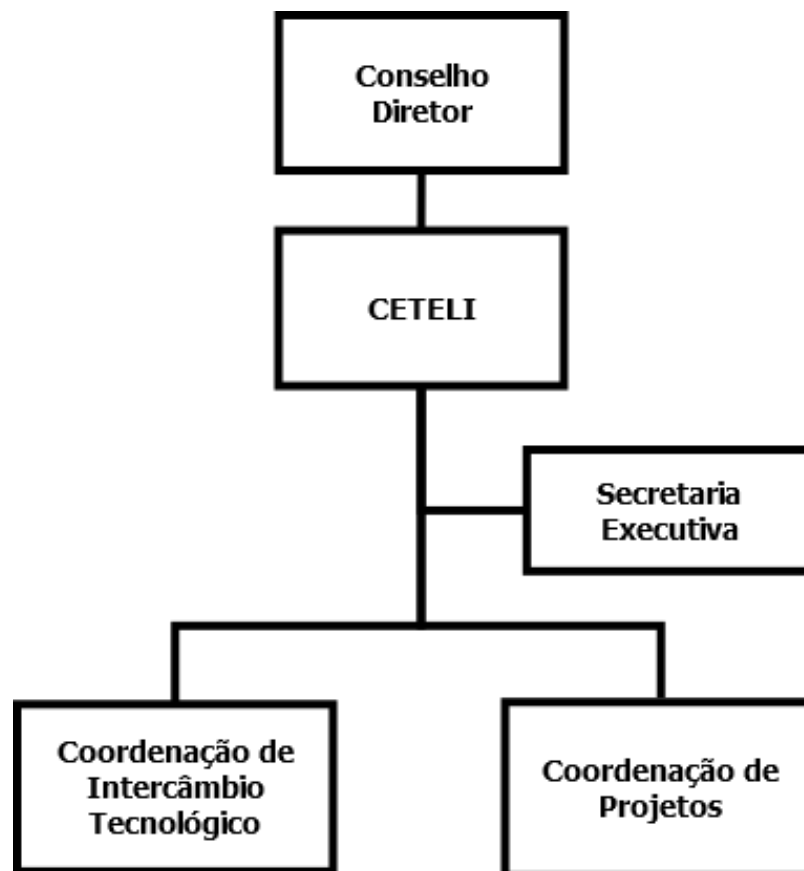 Conselho
Diretor
CETELI
Secretaria
Executiva
Coordenação de
Intercâmbio
Tecnológico
Coordenação de
Projetos